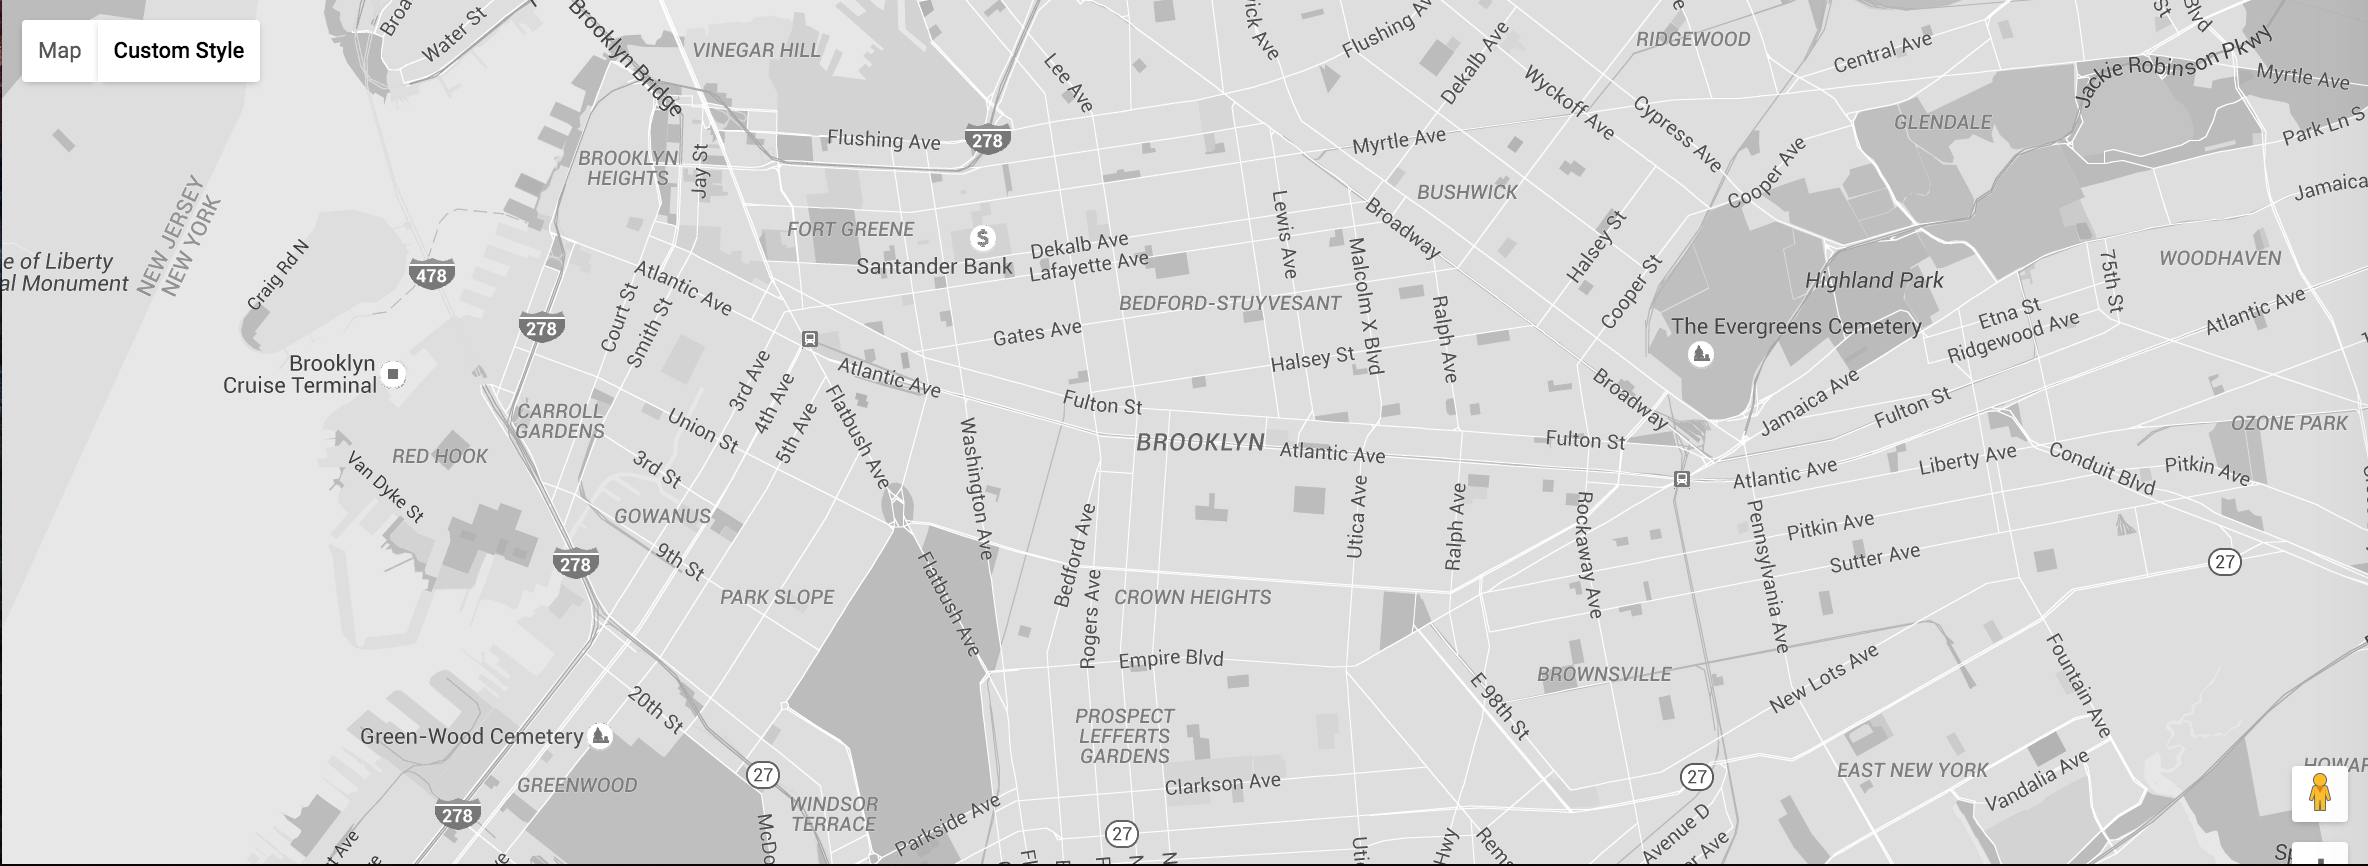 Map
Custom Style
Water St
Brooklyn Bridge
VINEGAR HILL
Lee Ave
Flushing Ave
278
Dekalb Ave
RIDGEWOOD
Central Ave
Jackie Robinson Pkwy
Myrtle Ave
Wyckoff Ave
Cypress Ave
Cooper Ave
GLENDALE
Park Ln S
Myrtle Ave
BROOKLYN
HEIGHTS
Jay St
BUSHWICK
Jamaica
NEW JERSEY
NEW YORK
e of Liberty
al Monument
Craig Rd N
478
FORT GREENE
Santander Bank
Dekalb Ave
Lafayette Ave
Lewis Ave
Broadway
Malcolm X Blvd
Halsey St
Cooper St
Highland Park
75th St
WOODHAVEN
Atlantic Ave
Court St
Smith St
278
BEDFORD-STUYVESANT
Gates Ave
Halsey St
Ralph Ave
The Evergreens Cemetery
Etna St
Ridgewood Ave
Atlantic Ave
Brooklyn
Cruise Terminal
3rd Ave
4th Ave
5th Ave
Atlantic Ave
Flatbush Ave
Fulton St
Broadway
Jamaica Ave
Fulton St
OZONE PARK
CARROLL
GARDENS
Union St
RED HOOK
Van Dyke St
3rd St
Washington Ave
BROOKLYN
Atlantic Ave
Fulton St
Atlantic Ave
Liberty Ave
Conduit Blvd
Pitkin Ave
GOWANUS
9th St
278
Bedford Ave
Utica Ave
Ralph Ave
Rockaway Ave
Pennsylvania Ave
Pitkin Ave
Sutter Ave
27
PARK SLOPE
Flatbush Ave
Rogers Ave
CROWN HEIGHTS
Empire Blvd
E 98th St
BROWNSVILLE
New Lots Ave
Fountain Ave
20th St
Green-Wood Cemetery
GREENWOOD
278
27
WINDSOR
TERRACE
PROSPECT
LEFFERTS
GARDENS
Clarkson Ave
Parkside Ave
27
27
EAST NEW YORK
Vandalia Ave
Avenue D
Hwy